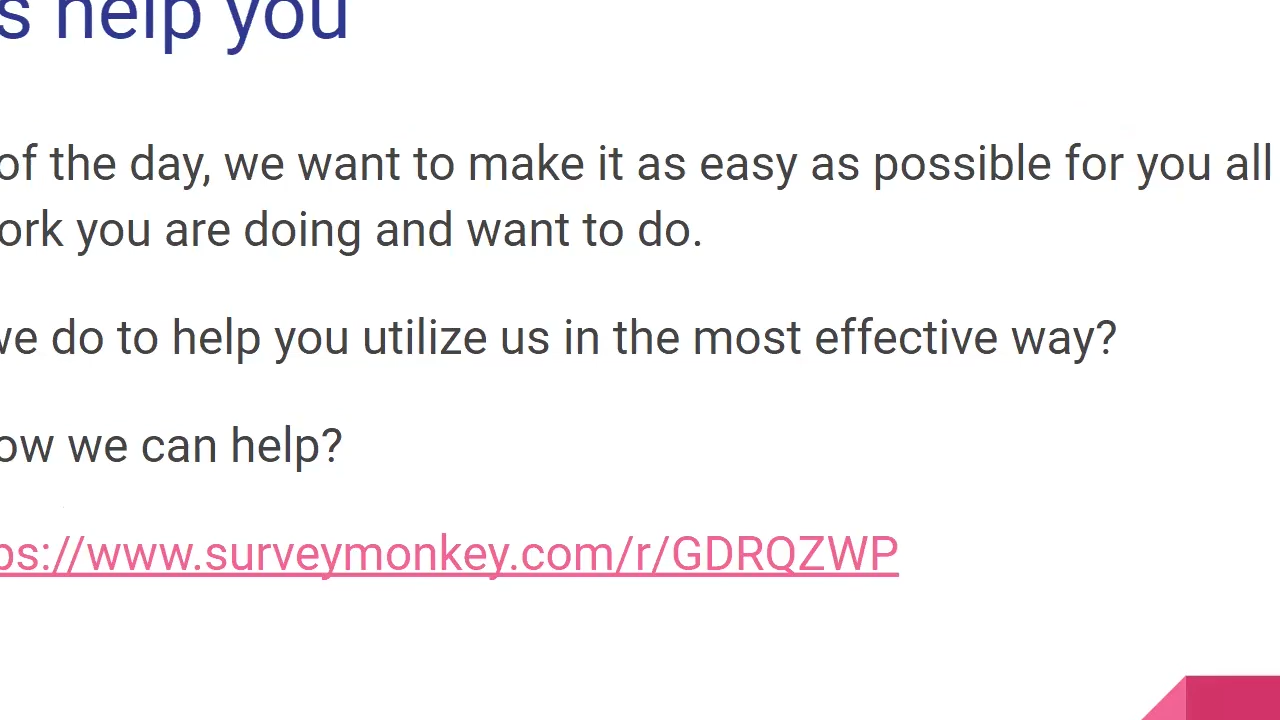 s help you
of the day, we want to make it as easy as possible for you all
ork you are doing and want to do.
we do to help you utilize us in the most effective way?
ow we can help?
ps://www.surveymonkey.com/r/GDRQZWP